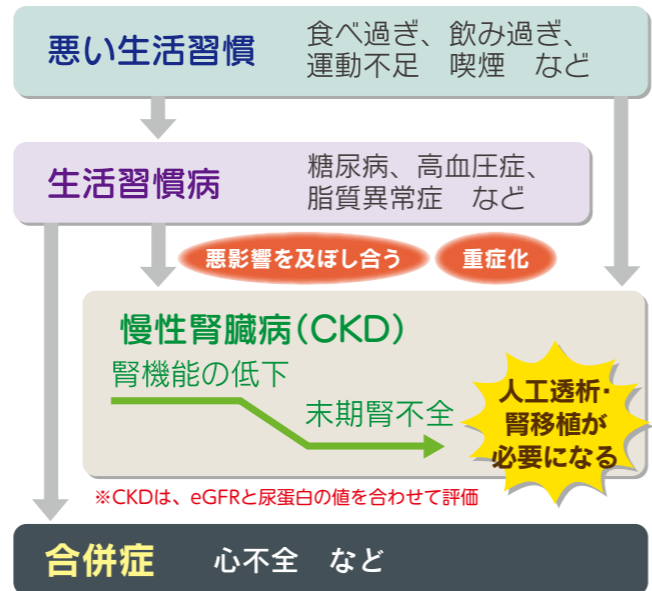 悪い生活習慣
食べ過ぎ、飲み過ぎ、
運動不足　喫煙　など
生活習慣病
糖尿病、高血圧症、
脂質異常症　など
悪影響を及ぼし合う
重症化
慢性腎臓病（CKD）
腎機能の低下
末期腎不全
人工透析・
腎移植が
必要になる
※CKDは、eGFRと尿蛋白の値を合わせて評価
合併症
心不全　など